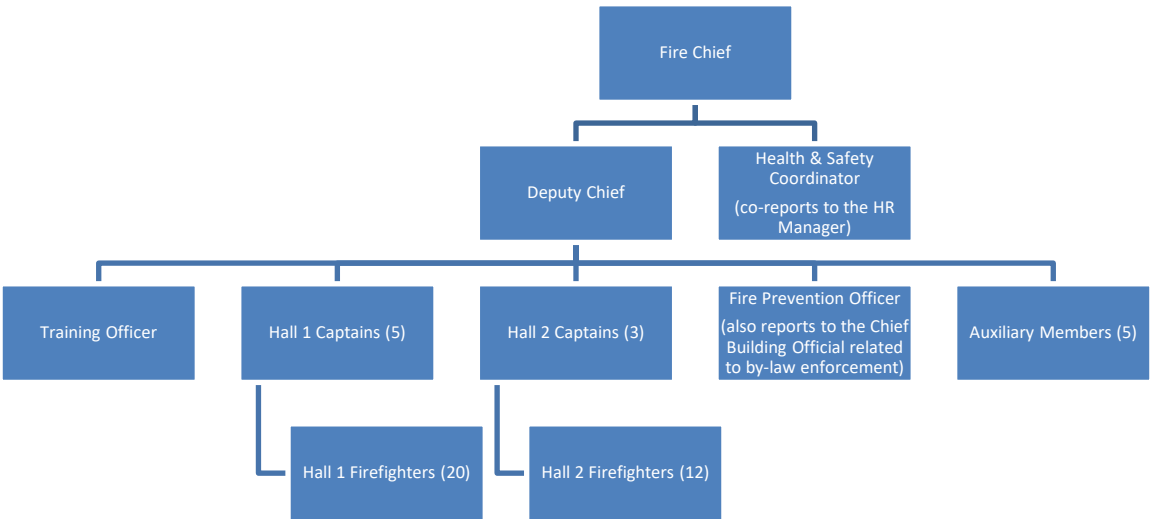 Fire Chief
Deputy Chief
Health & Safety
Coordinator
(co-reports to the HR
Manager)
Training Officer
Hall 1 Captains (5)
Hall 2 Captains (3)
Fire Prevention Officer
(also reports to the Chief
Building Official related
to by-law enforcement)
Auxiliary Members (5)
Hall 1 Firefighters (20)
Hall 2 Firefighters (12)